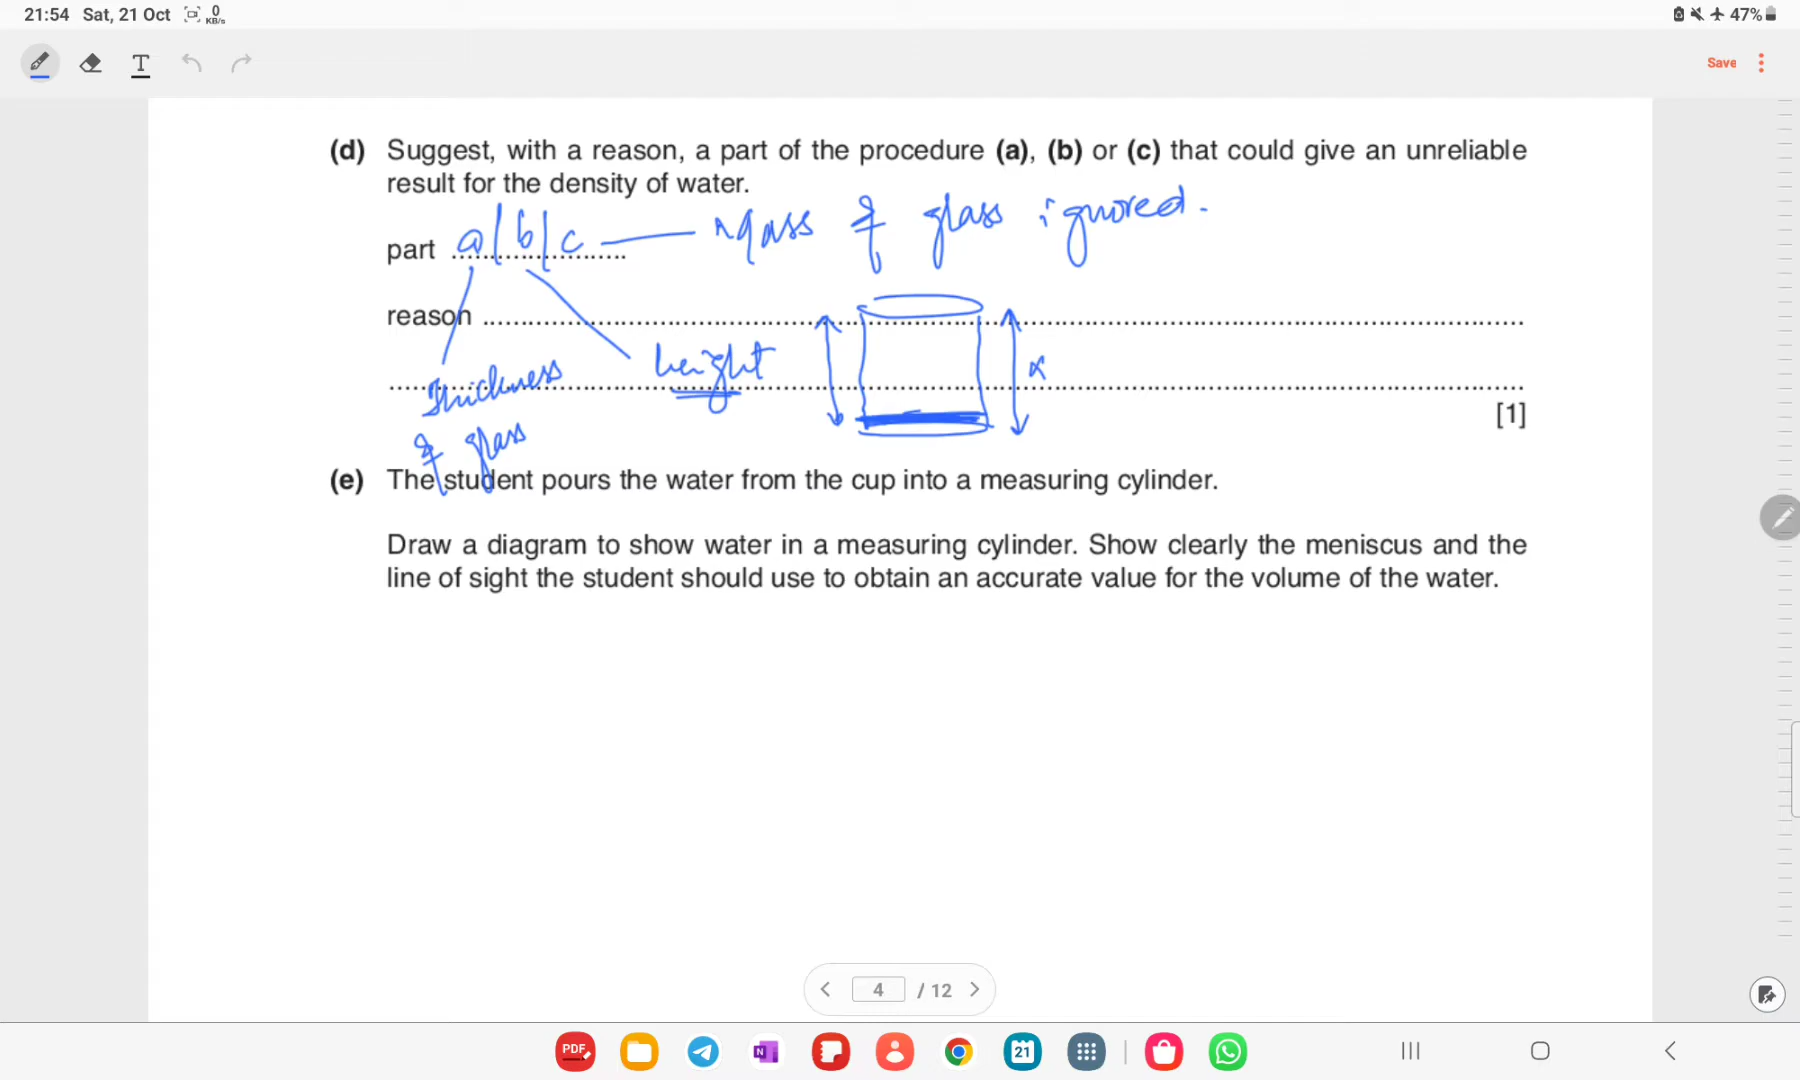 21:54 Sat, 21 Oct 0 KB/s 47%
T Save
(d) Suggest, with a reason, a part of the procedure (a), (b) or (c) that could give an unreliable
result for the density of water.
part a/b/c — mass of glass ignored.
reason
height x
Thickness
[1]
of glass
(e) The student pours the water from the cup into a measuring cylinder.
Draw a diagram to show water in a measuring cylinder. Show clearly the meniscus and the
line of sight the student should use to obtain an accurate value for the volume of the water.
4 / 12
PDF N 21